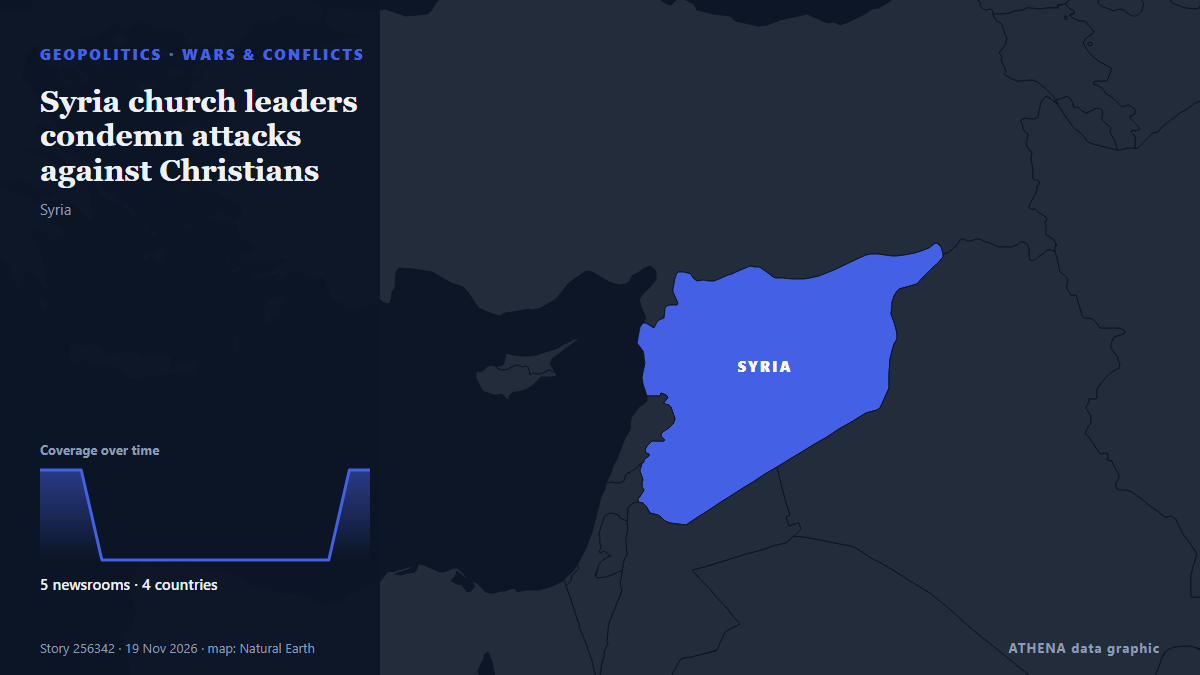 GEOPOLITICS · WARS & CONFLICTS
Syria church leaders
condemn attacks
against Christians
Syria
SYRIA
Coverage over time
5 newsrooms · 4 countries
Story 256342 · 19 Nov 2026 · map: Natural Earth
ATHENA data graphic